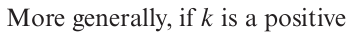 More generally, if k is a positive